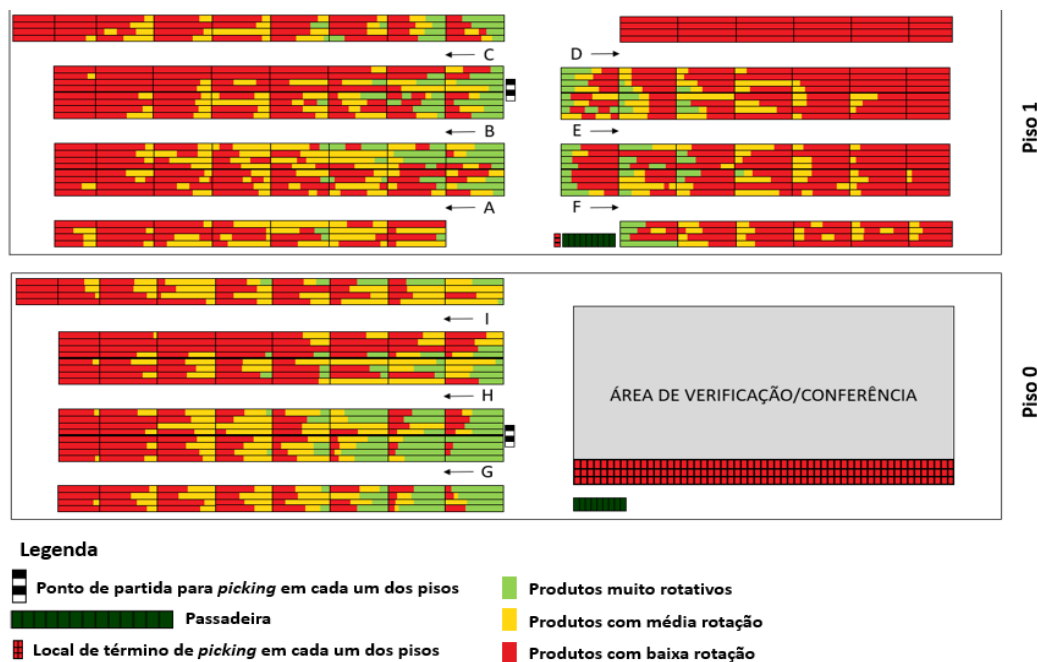 C
D
B
E
A
F
Piso 1
I
H
G
ÁREA DE VERIFICAÇÃO/CONFERÊNCIA
Piso 0
Legenda
Ponto de partida para picking em cada um dos pisos
Passadeira
Local de término de picking em cada um dos pisos
Produtos muito rotativos
Produtos com média rotação
Produtos com baixa rotação